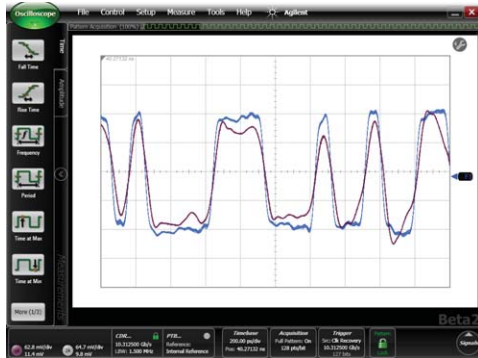 Oscilloscope File Control Setup Measure Tools Help Agilent
Pattern Acquisition (100%)
Time
Amplitude
Fall Time
Rise Time
Frequency
Period
Time at Max
Time at Min
More (1/3)
Measurements
40.27132 ns
Beta2
62.8 mV/div
11.4 mV
64.7 mV/div
9.8 mV
CDR...
10.312500 Gb/s
LBW: 1.500 MHz
PTB...
Reference:
Internal Reference
Timebase
200.00 ps/div
Pos: 40.27132 ns
Acquisition
Full Pattern: On
128 pts/bit
Trigger
Src: Clk Recovery
10.312500 Gb/s
127 bits
Pattern
Lock
Signals